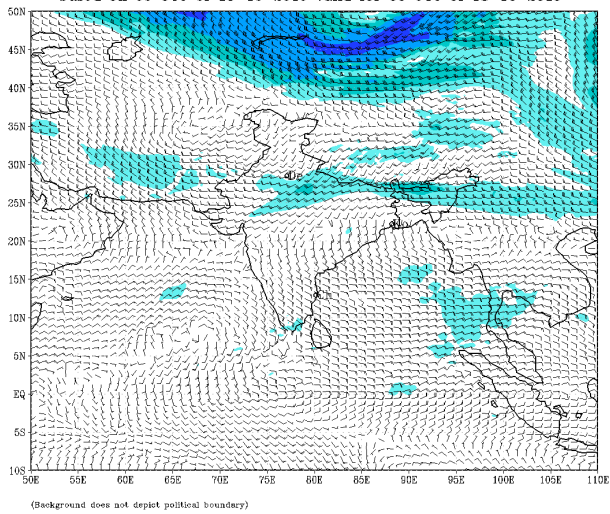 50N
45N
40N
35N
30N
25N
20N
15N
10N
5N
EQ
5S
10S
50E 55E 60E 65E 70E 75E 80E 85E 90E 95E 100E 105E 110E
(Background does not depict political boundary)